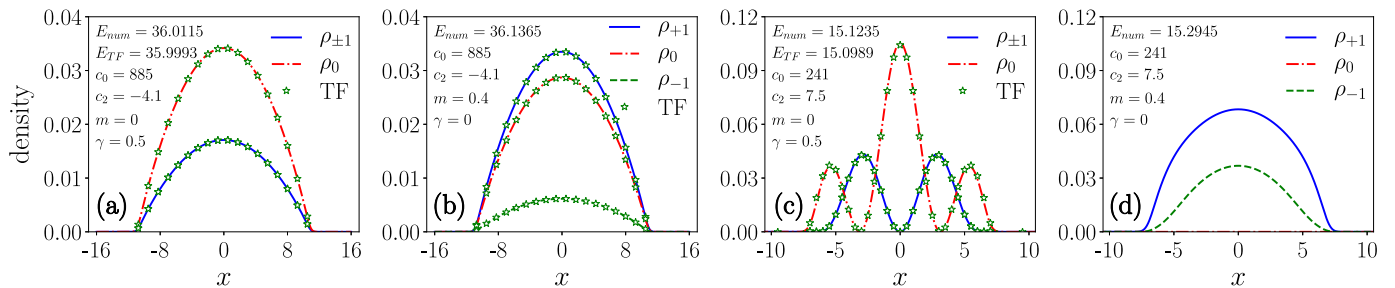 density
0.04
0.03
0.02
0.01
0.00
-16
-8
0
8
16
x
E_num = 36.0115
E_TF = 35.9993
c_0 = 885
c_2 = −4.1
m = 0
γ = 0.5
ρ_{±1}
ρ_0
TF
(a)
0.04
0.03
0.02
0.01
0.00
-16
-8
0
8
16
x
E_num = 36.1365
c_0 = 885
c_2 = −4.1
m = 0.4
γ = 0
ρ_{+1}
ρ_0
ρ_{−1}
TF
(b)
0.12
0.09
0.06
0.03
0.00
-10
-5
0
5
10
x
E_num = 15.1235
E_TF = 15.0989
c_0 = 241
c_2 = 7.5
m = 0
γ = 0.5
ρ_{±1}
ρ_0
TF
(c)
0.12
0.09
0.06
0.03
0.00
-10
-5
0
5
10
x
E_num = 15.2945
c_0 = 241
c_2 = 7.5
m = 0.4
γ = 0
ρ_{+1}
ρ_0
ρ_{−1}
(d)